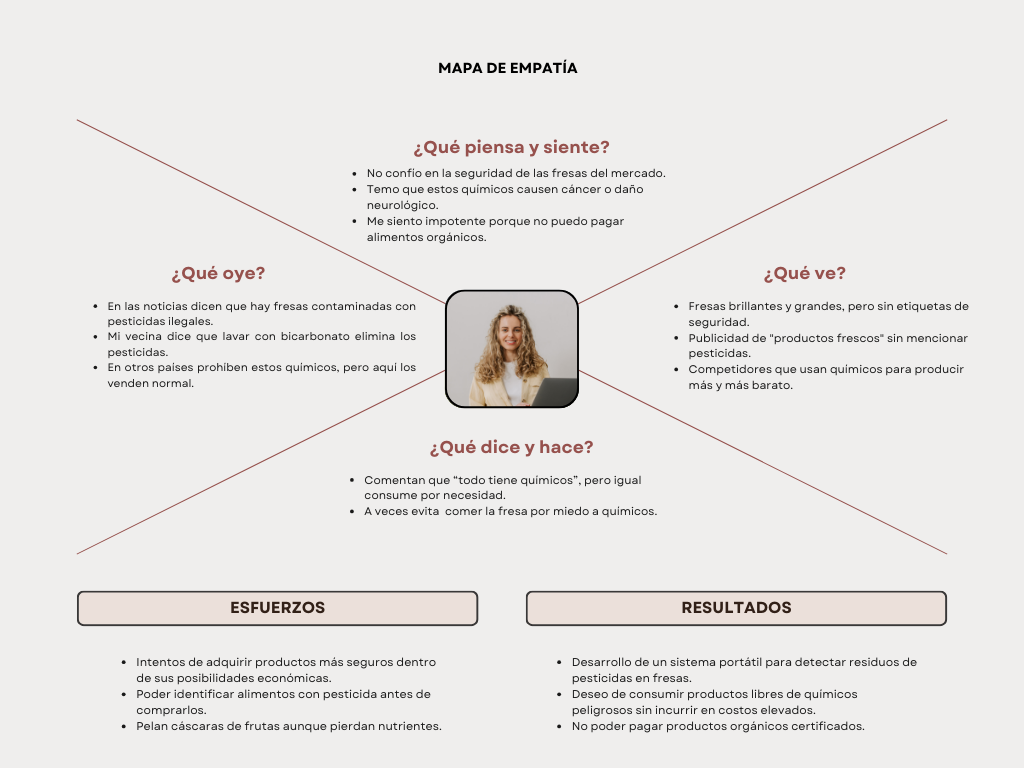 MAPA DE EMPATÍA
¿Qué piensa y siente?
• No confío en la seguridad de las fresas del mercado.
• Temo que estos químicos causen cáncer o daño
neurológico.
• Me siento impotente porque no puedo pagar
alimentos orgánicos.
¿Qué oye?
• En las noticias dicen que hay fresas contaminadas con
pesticidas ilegales.
• Mi vecina dice que lavar con bicarbonato elimina los
pesticidas.
• En otros países prohíben estos químicos, pero aquí los
venden normal.
¿Qué ve?
• Fresas brillantes y grandes, pero sin etiquetas de
seguridad.
• Publicidad de "productos frescos" sin mencionar
pesticidas.
• Competidores que usan químicos para producir
más y más barato.
¿Qué dice y hace?
• Comentan que “todo tiene químicos”, pero igual
consume por necesidad.
• A veces evita comer la fresa por miedo a químicos.
ESFUERZOS
• Intentos de adquirir productos más seguros dentro
de sus posibilidades económicas.
• Poder identificar alimentos con pesticida antes de
comprarlos.
• Pelan cáscaras de frutas aunque pierdan nutrientes.
RESULTADOS
• Desarrollo de un sistema portátil para detectar residuos de
pesticidas en fresas.
• Deseo de consumir productos libres de químicos
peligrosos sin incurrir en costos elevados.
• No poder pagar productos orgánicos certificados.